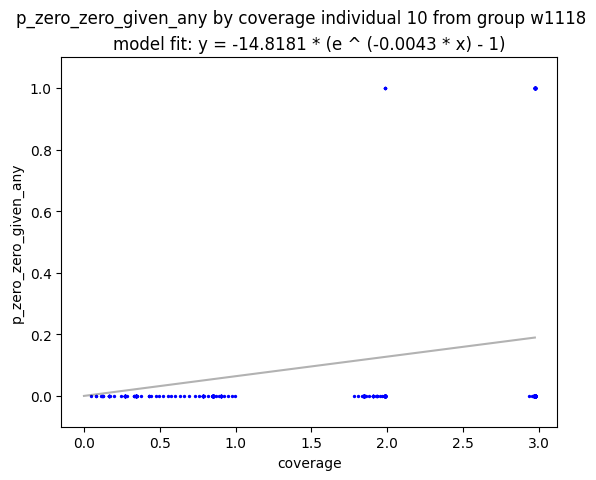 p_zero_zero_given_any by coverage individual 10 from group w1118
model fit: y = -14.8181 * (e ^ (-0.0043 * x) - 1)
p_zero_zero_given_any
1.0
0.8
0.6
0.4
0.2
0.0
0.0 0.5 1.0 1.5 2.0 2.5 3.0
coverage